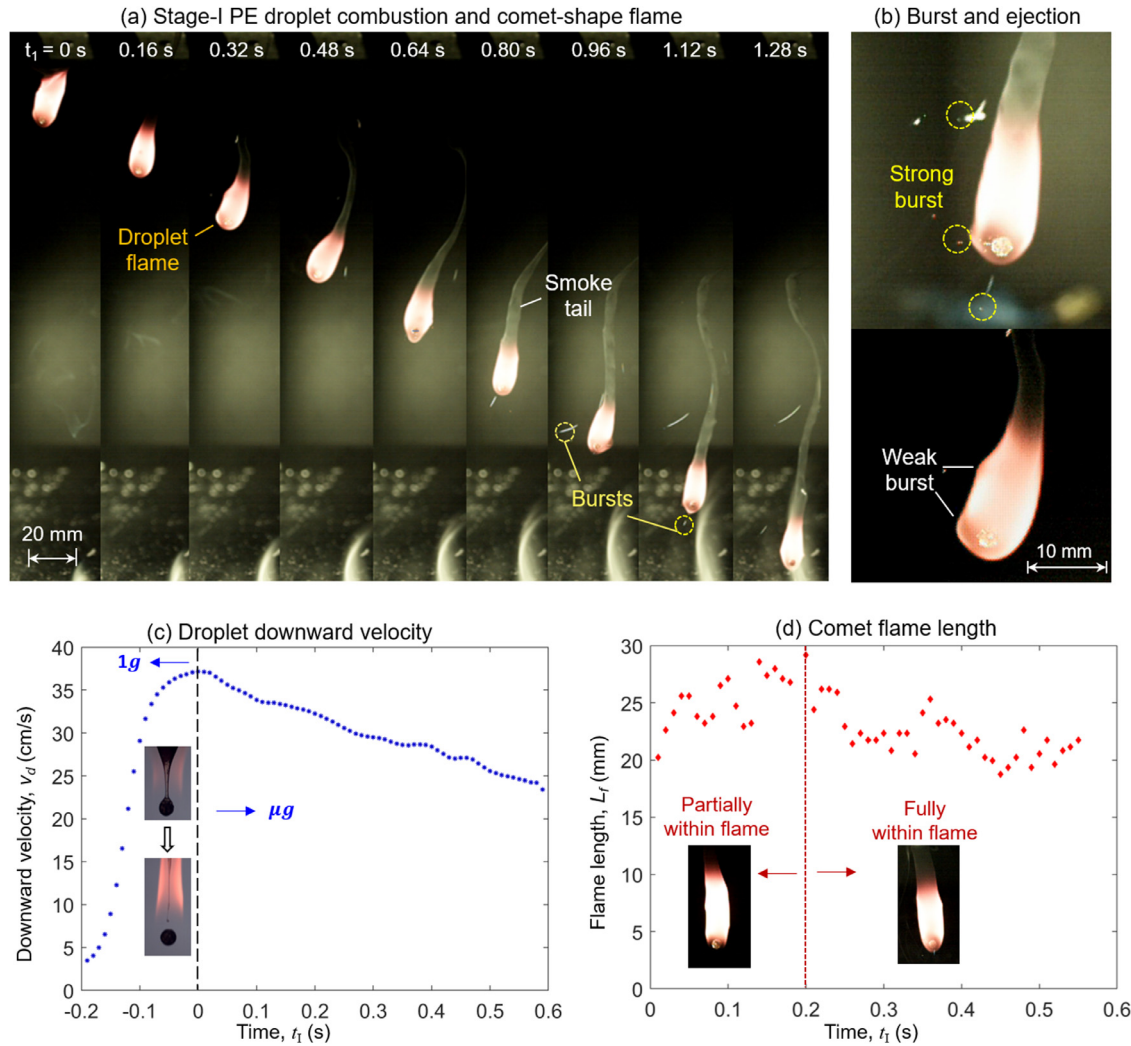 (a) Stage-I PE droplet combustion and comet-shape flame
t₁ = 0 s 0.16 s 0.32 s 0.48 s 0.64 s 0.80 s 0.96 s 1.12 s 1.28 s
Droplet
flame
Smoke
tail
Bursts
20 mm
(b) Burst and ejection
Strong
burst
Weak
burst
10 mm
(c) Droplet downward velocity
Downward velocity, v_d (cm/s)
40
35
30
25
20
15
10
5
0
1g
μg
-0.2 -0.1 0 0.1 0.2 0.3 0.4 0.5 0.6
Time, t_I (s)
(d) Comet flame length
Flame length, L_f (mm)
30
25
20
15
10
5
0
Partially
within flame
Fully
within flame
0 0.1 0.2 0.3 0.4 0.5 0.6
Time, t_I (s)